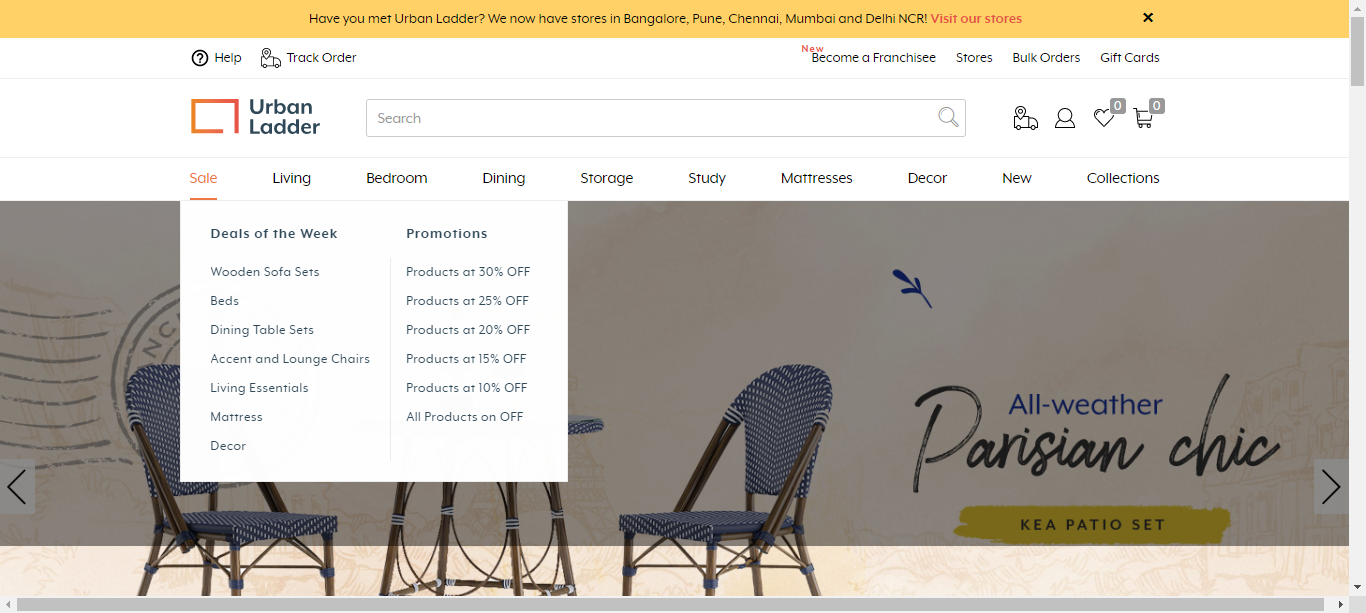 Have you met Urban Ladder? We now have stores in Bangalore, Pune, Chennai, Mumbai and Delhi NCR! Visit our stores
Help
Track Order
New
Become a Franchisee
Stores
Bulk Orders
Gift Cards
Urban
Ladder
Search
0
0
Sale
Living
Bedroom
Dining
Storage
Study
Mattresses
Decor
New
Collections
Deals of the Week
Wooden Sofa Sets
Beds
Dining Table Sets
Accent and Lounge Chairs
Living Essentials
Mattress
Decor
Promotions
Products at 30% OFF
Products at 25% OFF
Products at 20% OFF
Products at 15% OFF
Products at 10% OFF
All Products on OFF
All-weather
Parisian chic
KEA PATIO SET